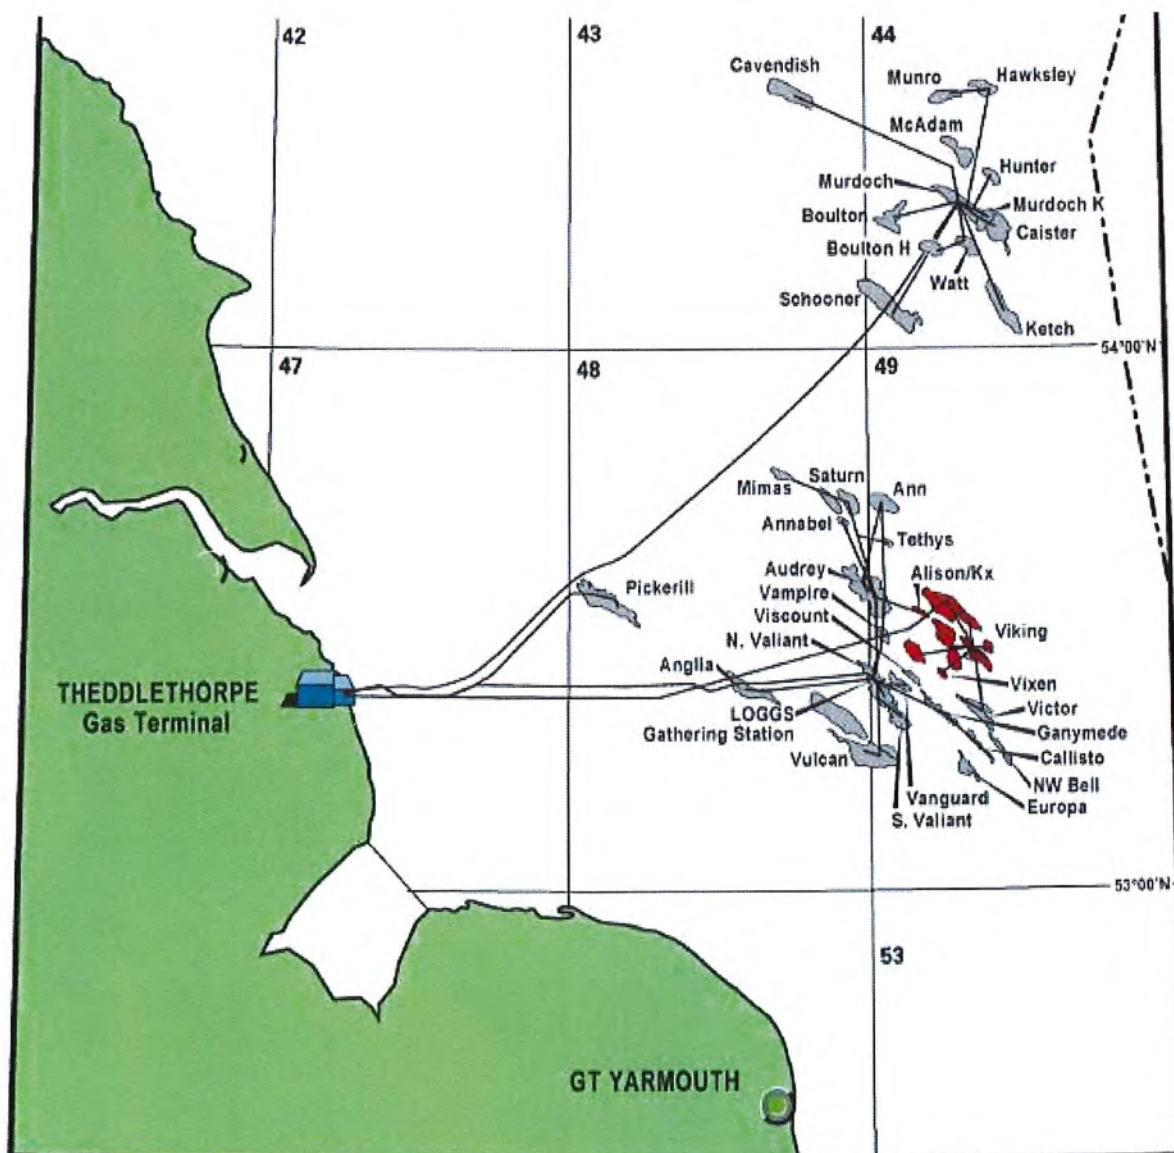 42
43
44
Cavendish
Munro
Hawksley
McAdam
Hunter
Murdoch
Murdoch K
Boulton
Caister
Boulton H
Watt
Schooner
Ketch
54°00'N
47
48
49
Mimas
Saturn
Ann
Annabel
Tethys
Audrey
Alison/Kx
Pickerill
Vampire
Viscount
Viking
N. Valiant
Anglia
Vixen
THEDDLETHORPE
Gas Terminal
LOGGS
Gathering Station
Victor
Ganymede
Vulcan
Callisto
NW Bell
Vanguard
Europa
S. Valiant
53°00'N
53
GT YARMOUTH